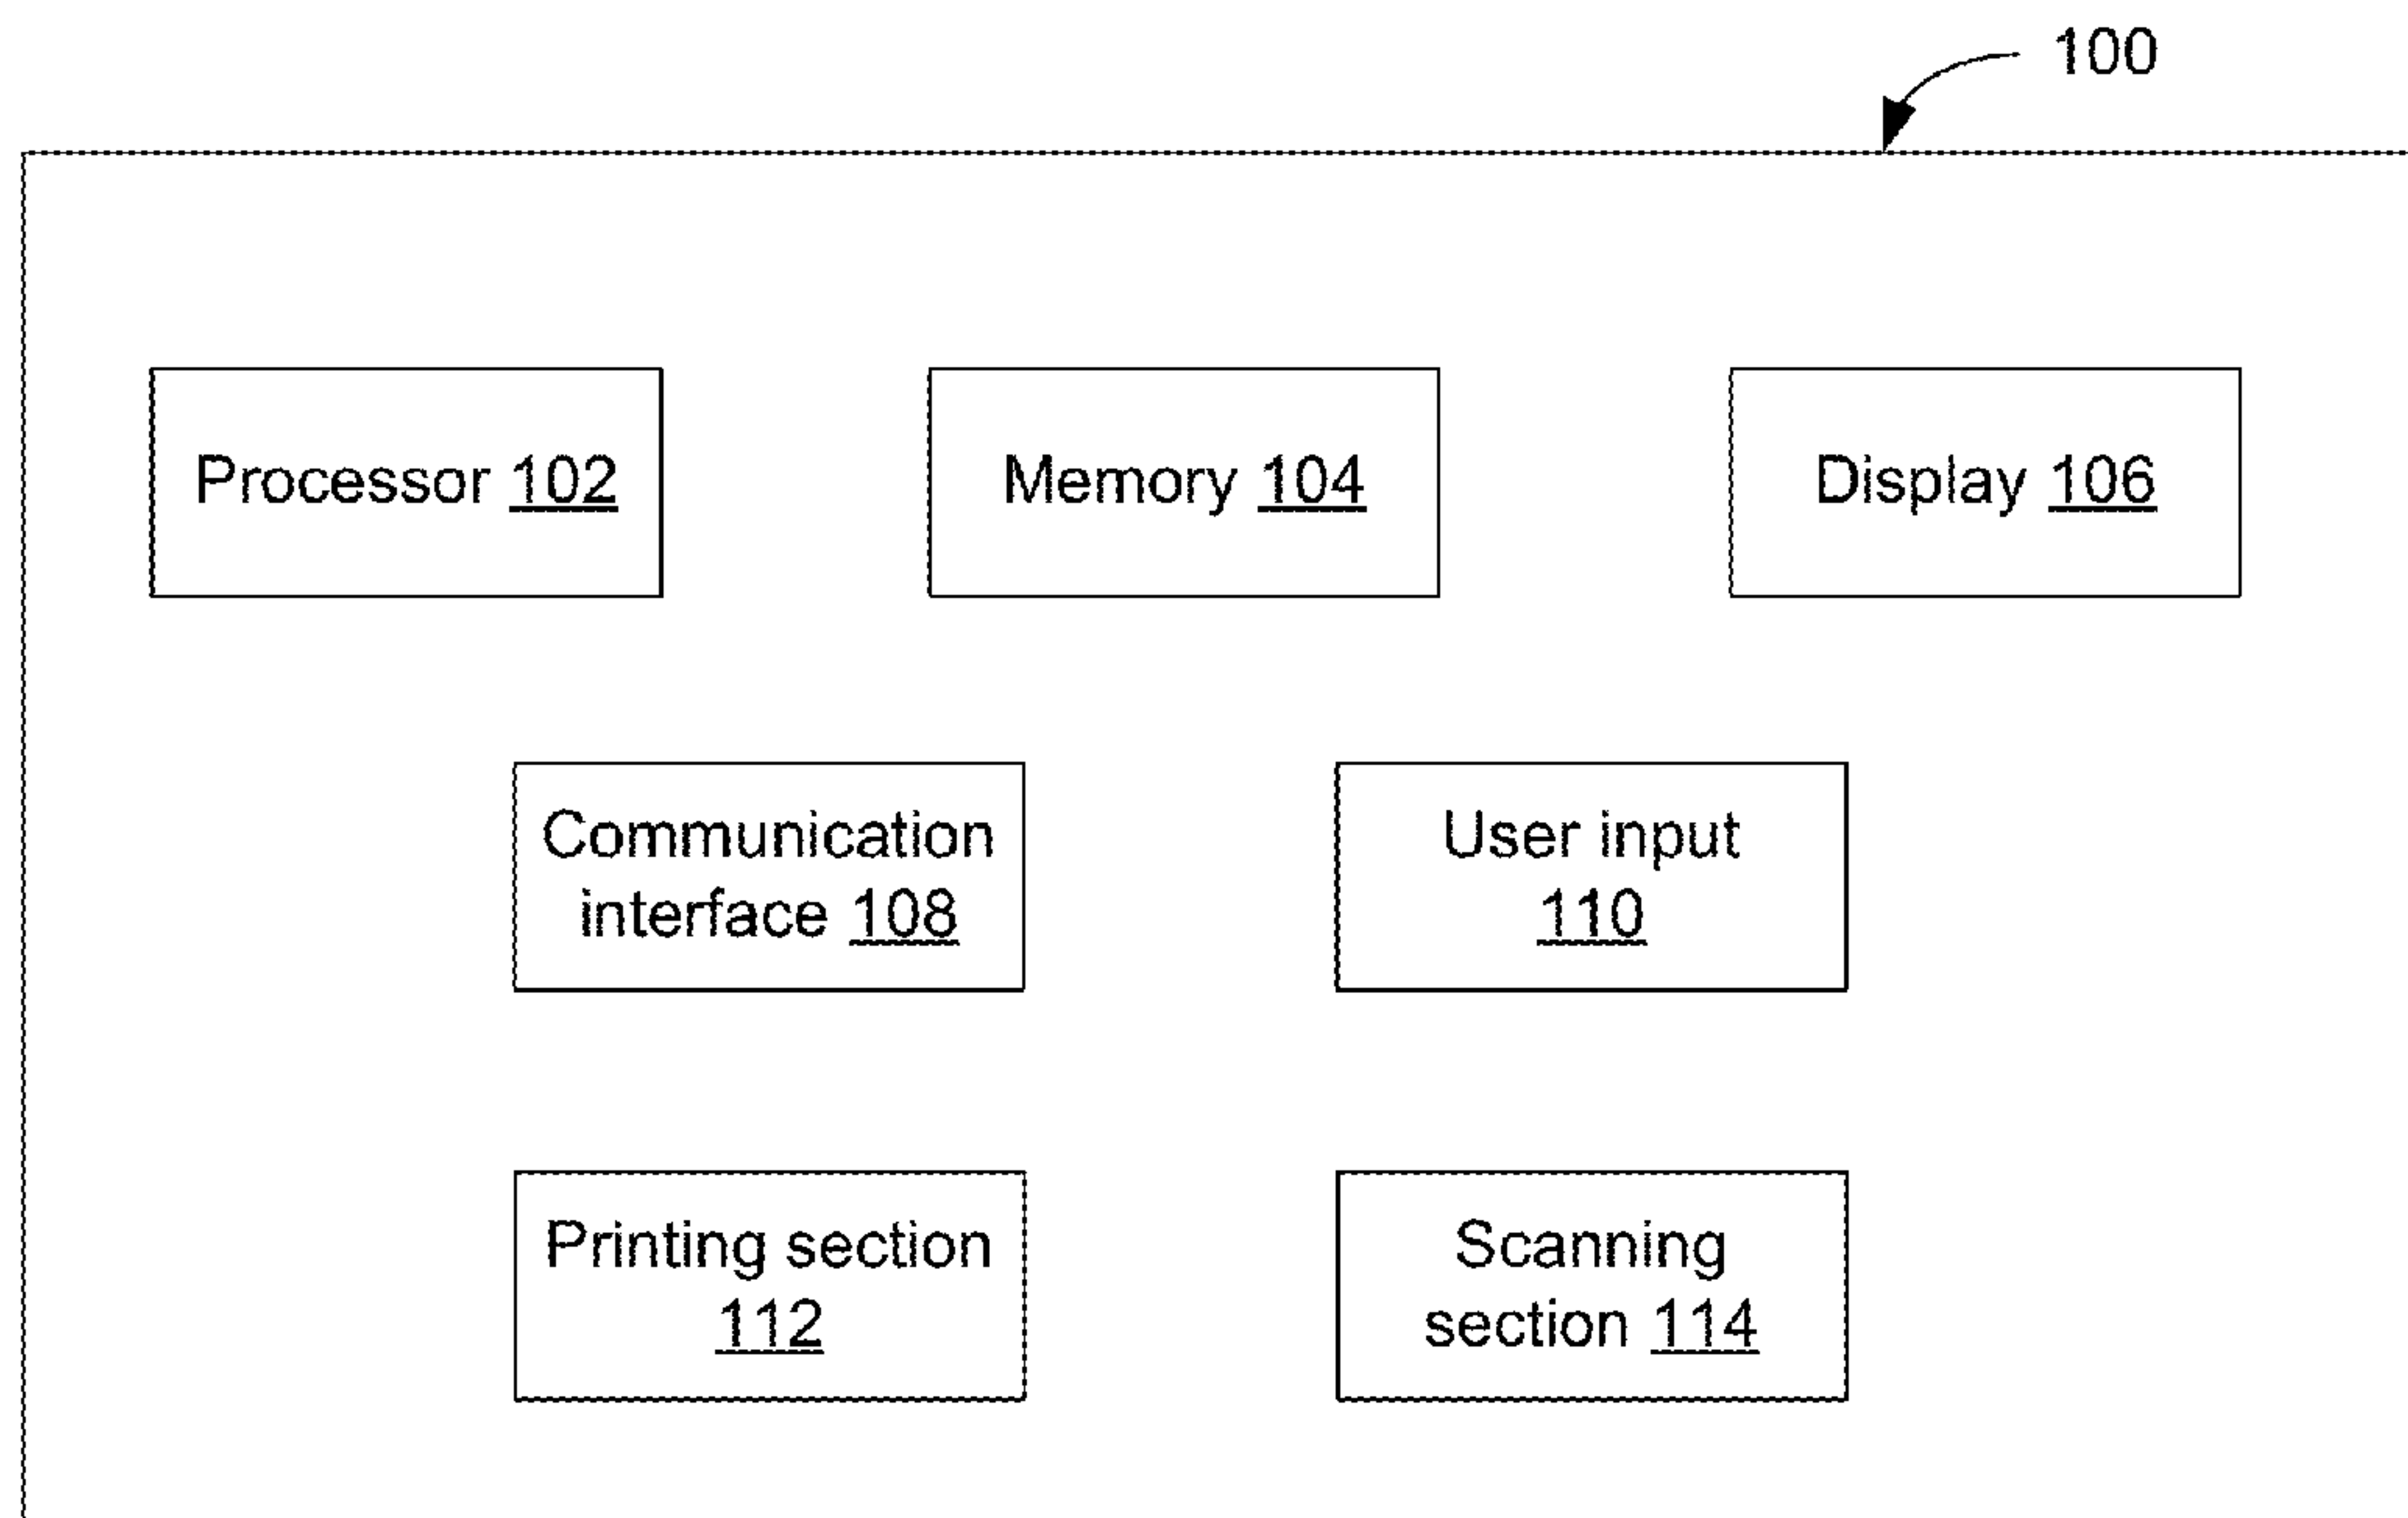 100
Processor 102
Memory 104
Display 106
Communication
interface 108
User input
110
Printing section
112
Scanning
section 114